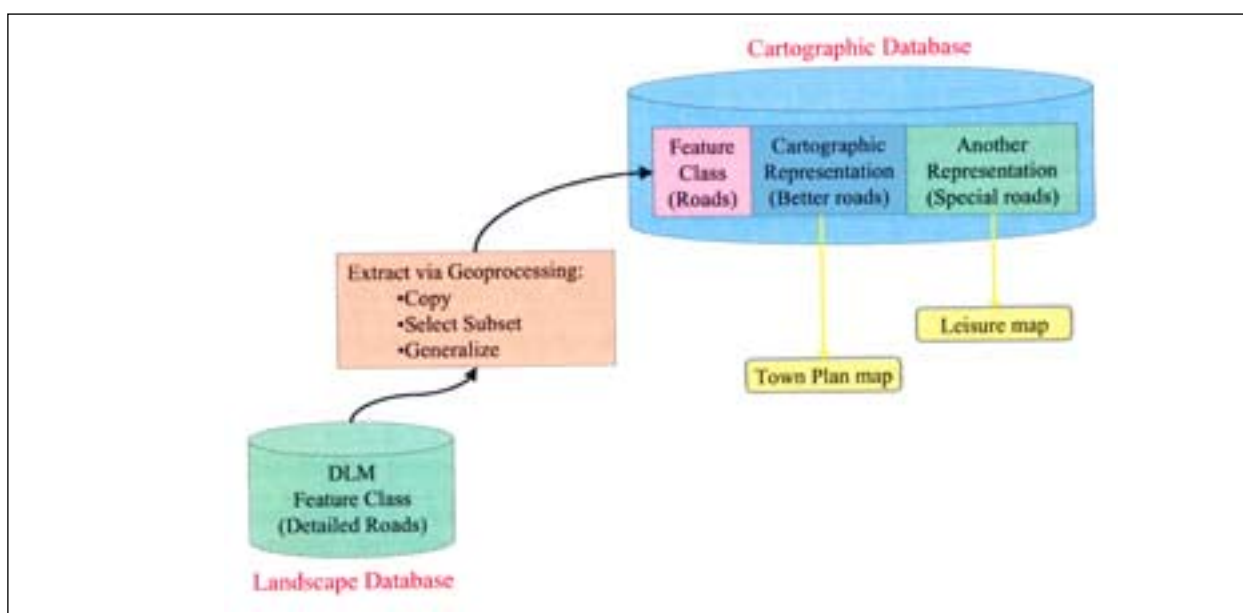 Cartographic Database
Feature
Class
(Roads)
Cartographic
Representation
(Better roads)
Another
Representation
(Special roads)
Extract via Geoprocessing:
•Copy
•Select Subset
•Generalize
Leisure map
Town Plan map
DLM
Feature Class
(Detailed Roads)
Landscape Database